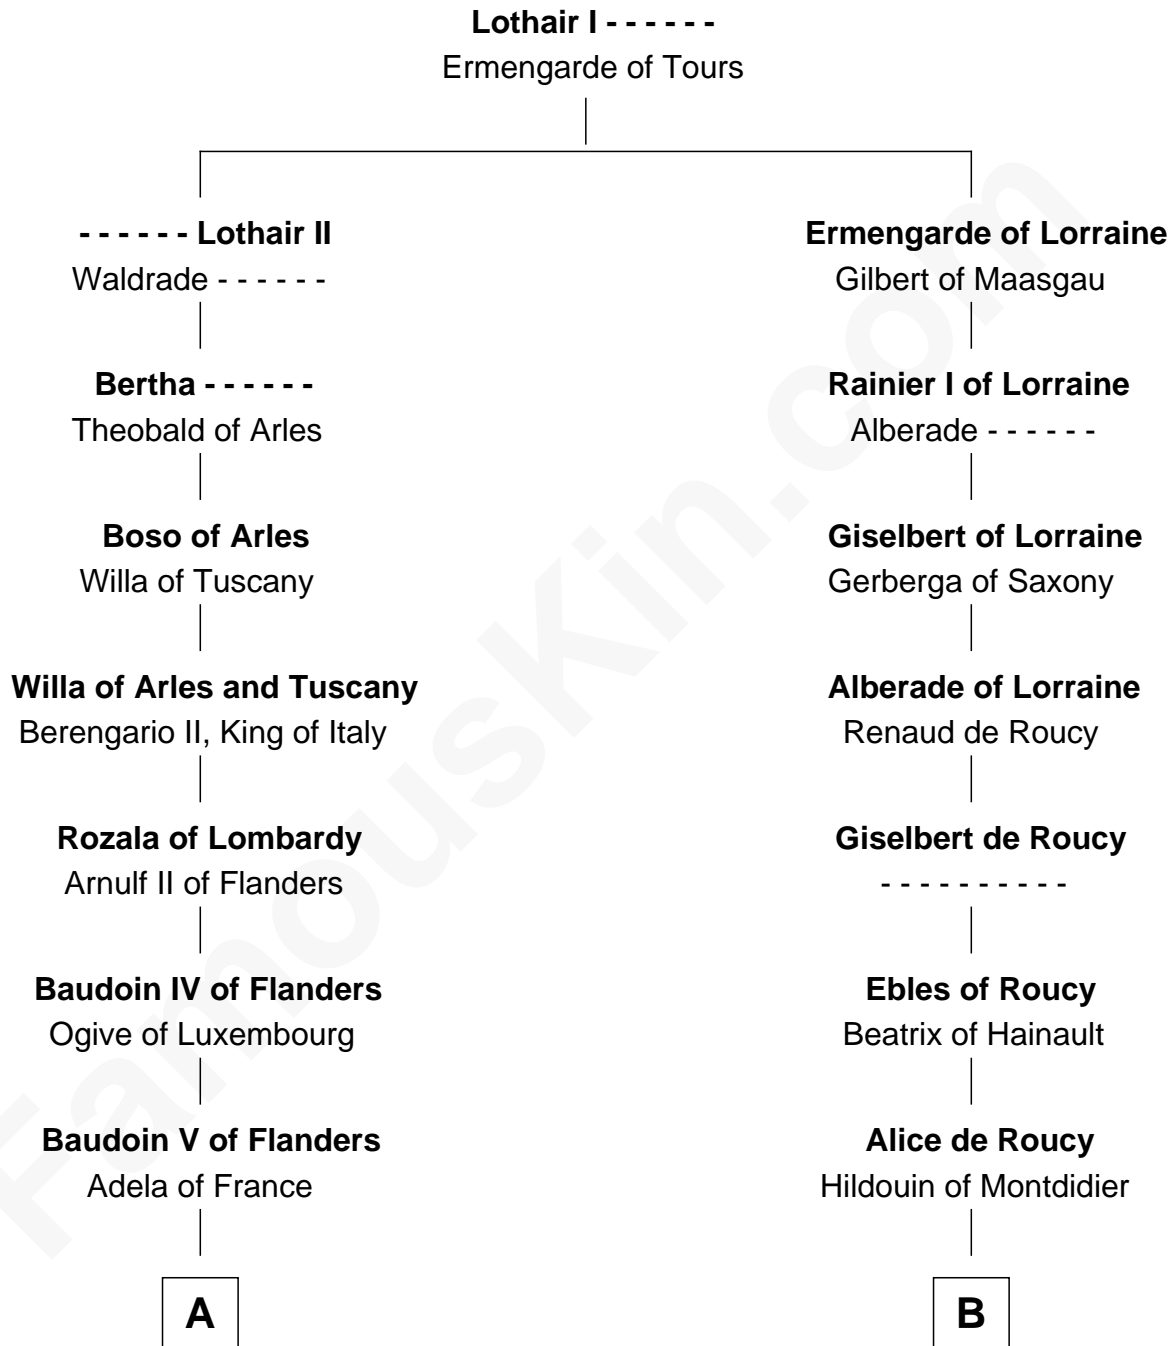 Lothair I - - - - - -
Ermengarde of Tours
- - - - - - Lothair II
Waldrade - - - - - -
Bertha - - - - - -
Theobald of Arles
Boso of Arles
Willa of Tuscany
Willa of Arles and Tuscany
Berengario II, King of Italy
Rozala of Lombardy
Arnulf II of Flanders
Baudoin IV of Flanders
Ogive of Luxembourg
Baudoin V of Flanders
Adela of France
A
Ermengarde of Lorraine
Gilbert of Maasgau
Rainier I of Lorraine
Alberade - - - - - -
Giselbert of Lorraine
Gerberga of Saxony
Alberade of Lorraine
Renaud de Roucy
Giselbert de Roucy
- - - - - - - - - -
Ebles of Roucy
Beatrix of Hainault
Alice de Roucy
Hildouin of Montdidier
B
FamousKin.com